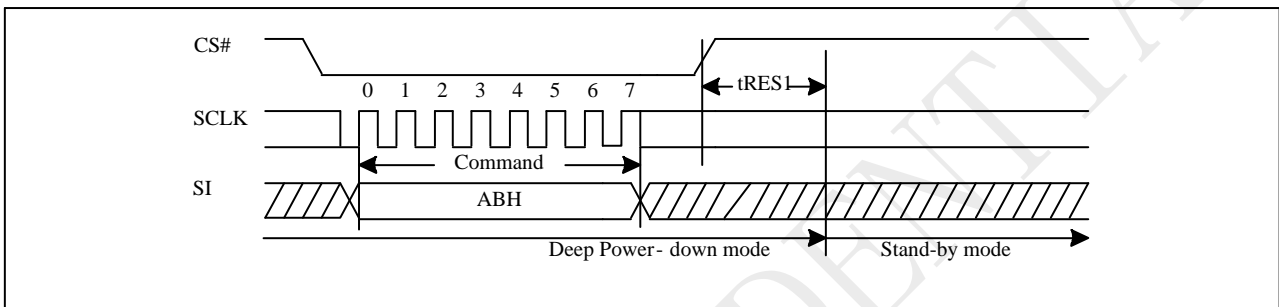 CS#
tRES1
0 1 2 3 4 5 6 7
SCLK
Command
SI
ABH
Deep Power- down mode Stand-by mode